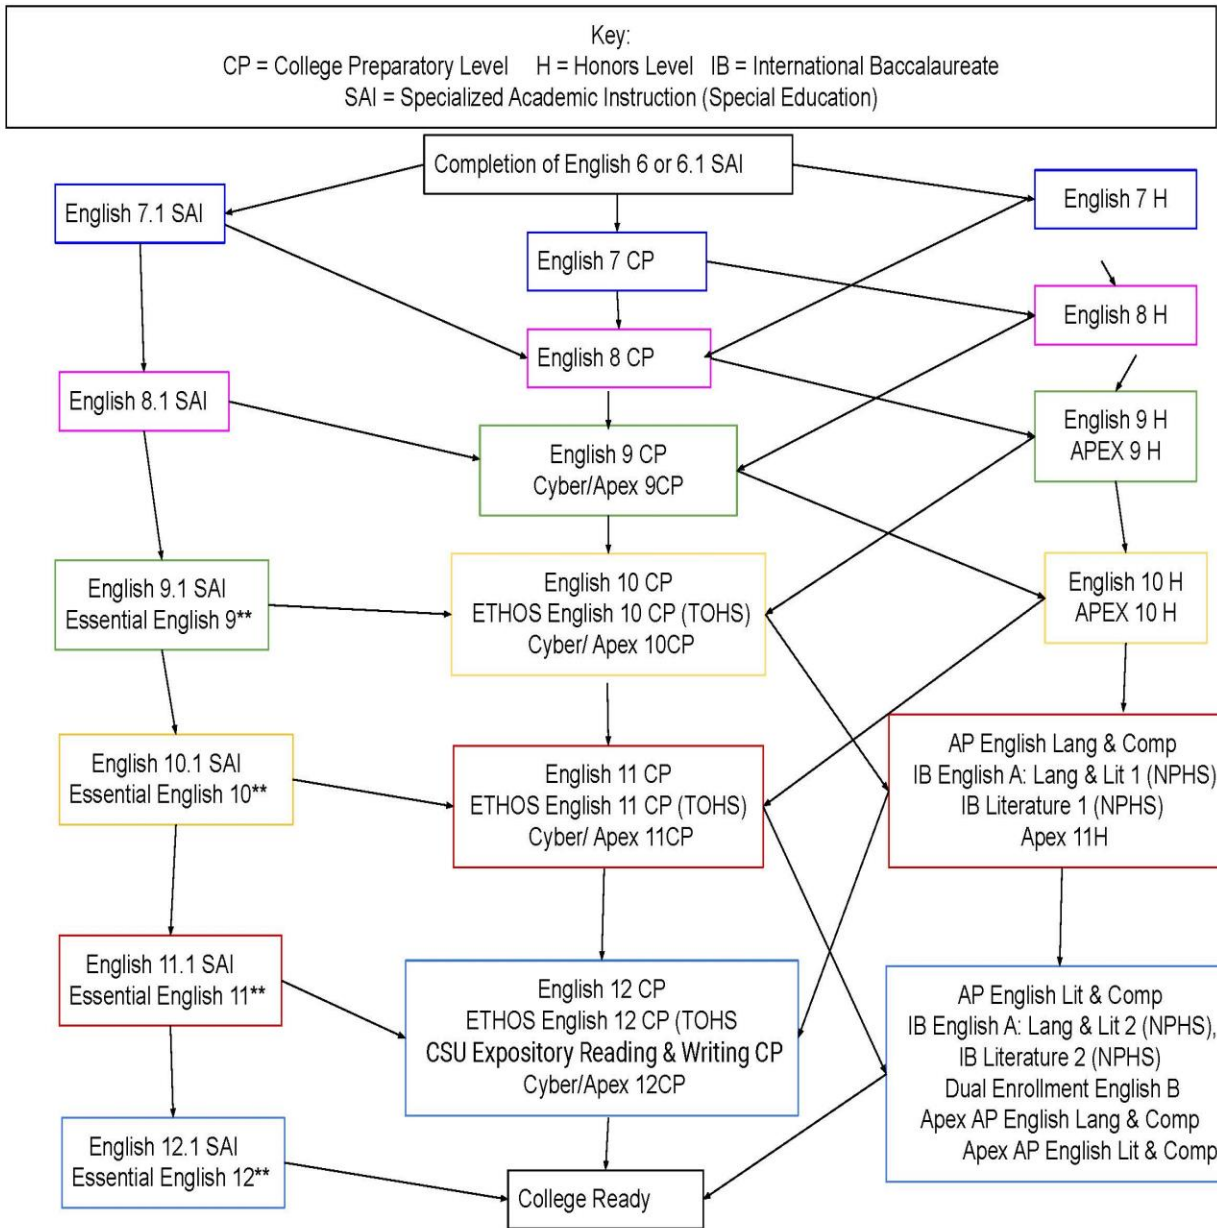 Key:
CP = College Preparatory Level H = Honors Level IB = International Baccalaureate
SAI = Specialized Academic Instruction (Special Education)
Completion of English 6 or 6.1 SAI
English 7.1 SAI
English 7 H
English 7 CP
English 8 H
English 8 CP
English 8.1 SAI
English 9 H
APEX 9 H
English 9 CP
Cyber/Apex 9CP
English 9.1 SAI
Essential English 9**
English 10 CP
ETHOS English 10 CP (TOHS)
Cyber/ Apex 10CP
English 10 H
APEX 10 H
English 10.1 SAI
Essential English 10**
English 11 CP
ETHOS English 11 CP (TOHS)
Cyber/ Apex 11CP
AP English Lang & Comp
IB English A: Lang & Lit 1 (NPHS)
IB Literature 1 (NPHS)
Apex 11H
English 11.1 SAI
Essential English 11**
English 12 CP
ETHOS English 12 CP (TOHS
CSU Expository Reading & Writing CP
Cyber/Apex 12CP
AP English Lit & Comp
IB English A: Lang & Lit 2 (NPHS),
IB Literature 2 (NPHS)
Dual Enrollment English B
Apex AP English Lang & Comp
Apex AP English Lit & Comp
English 12.1 SAI
Essential English 12**
College Ready